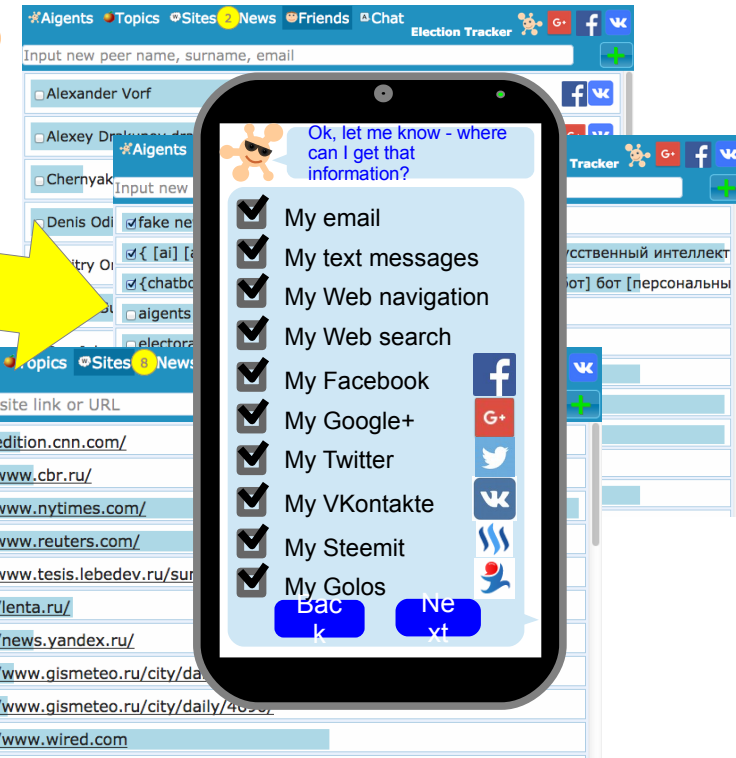 Aigents Topics Sites 2 News Friends Chat
Election Tracker
Input new peer name, surname, email
Alexander Vorf
Alexey
Chernyak
Denis Odi
Aigents
Tracker
Input new
fake
{ [ai]
усственный интеллект
{chatbo
бот [персональны
aigents
electora
Topics Sites 8 News
site link or URL
edition.cnn.com/
www.cbr.ru/
www.nytimes.com/
www.reuters.com/
www.tesis.lebedev.ru/sur
/lenta.ru/
/news.yandex.ru/
/www.gismeteo.ru/city/da
/www.gismeteo.ru/city/daily/
/www.wired.com
Ok, let me know - where
can I get that
information?
My email
My text messages
My Web navigation
My Web search
My Facebook
My Google+
G+
My Twitter
My VKontakte
My Steemit
My Golos
Bac
k
Ne
xt